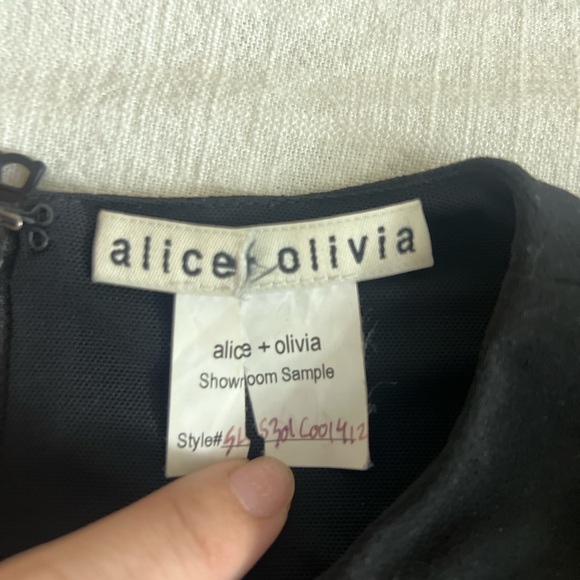 alice + olivia
alice + olivia
Showroom Sample
Style#